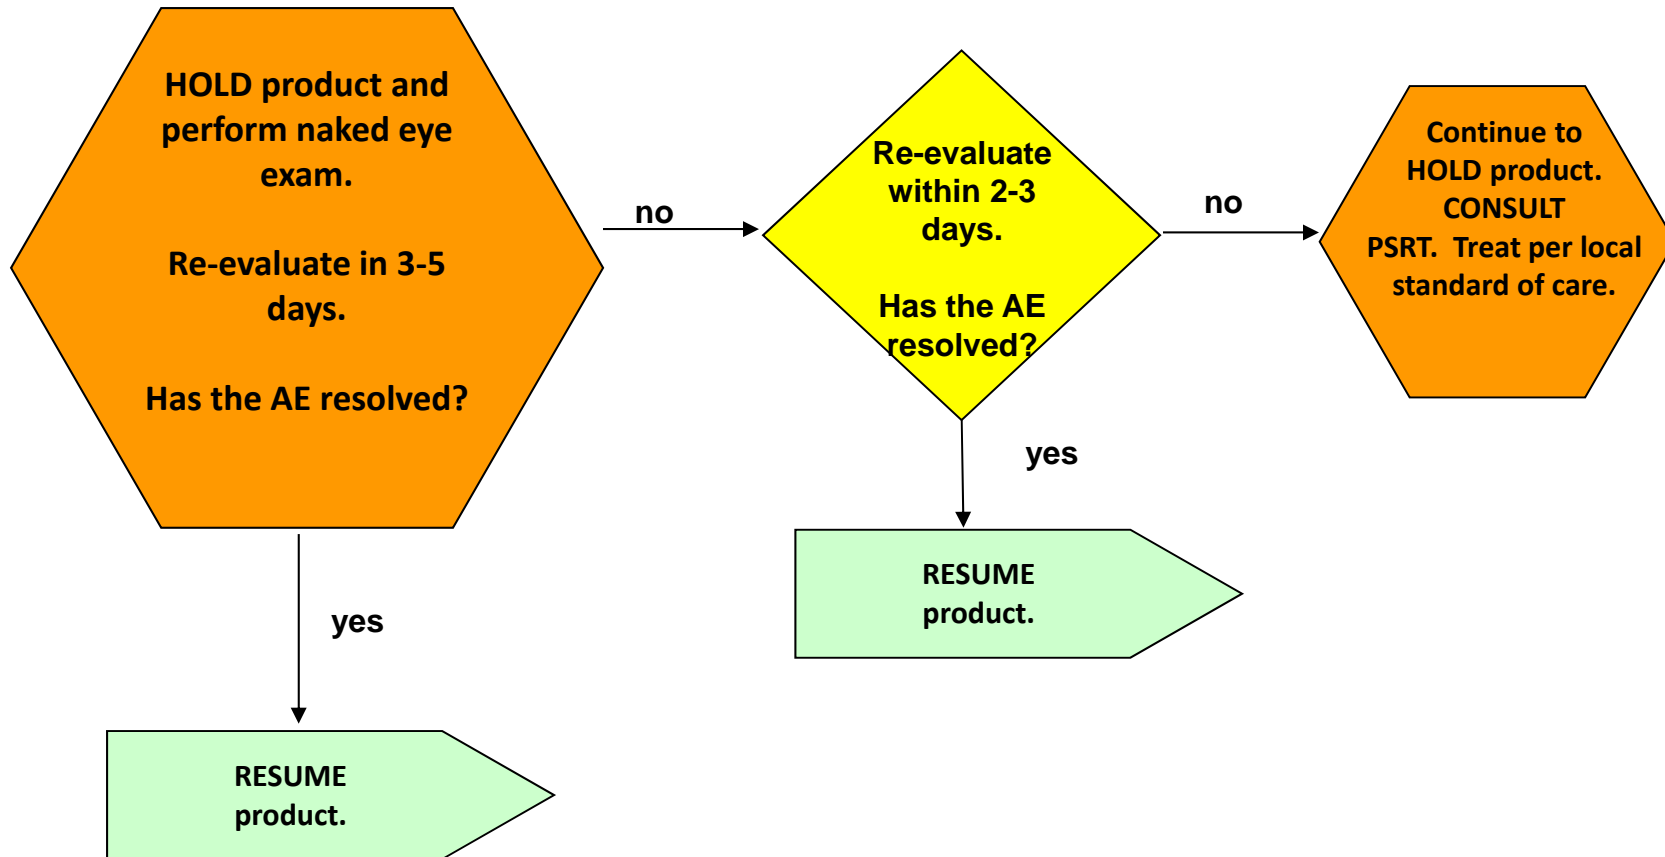 HOLD product and
perform naked eye
exam.
Re-evaluate in 3-5
days.
Has the AE resolved?
no
Re-evaluate
within 2-3
days.
Has the AE
resolved?
no
Continue to
HOLD product.
CONSULT
PSRT.  Treat per local
standard of care.
yes
RESUME
product.
yes
RESUME
product.